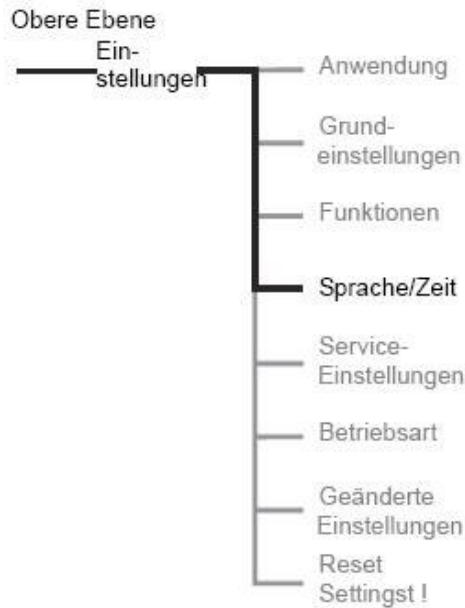 Obere Ebene
Ein-
stellungen
Anwendung
Grund-
einstellungen
Funktionen
Sprache/Zeit
Service-
Einstellungen
Betriebsart
Geänderte
Einstellungen
Reset
Settingst !